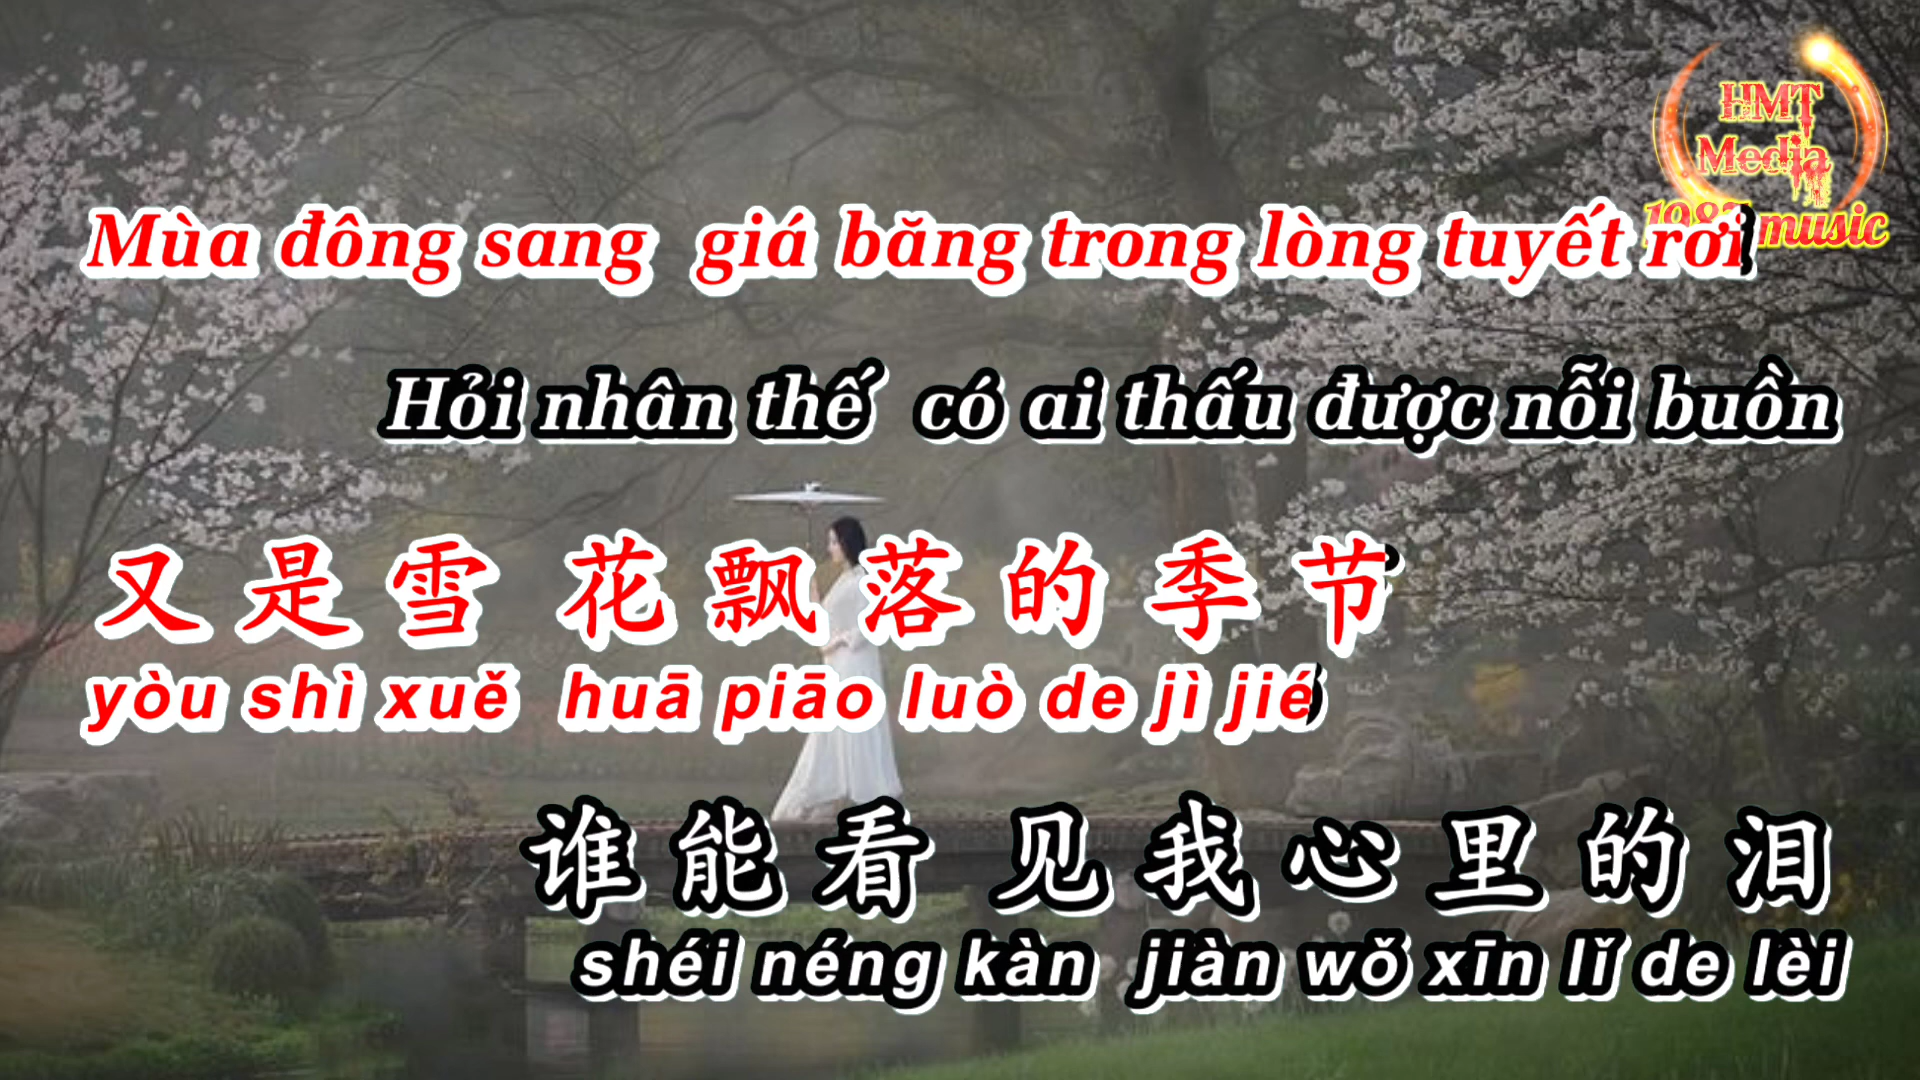 HMT
Media
1987 music
Mùa đông sang giá băng trong lòng tuyết rơi
Hỏi nhân thế có ai thấu được nỗi buồn
又是雪 花飘落的季节
yòu shì xuě huā piāo luò de jì jié
谁能看 见我心里的泪
shéi néng kàn jiàn wǒ xīn lǐ de lèi